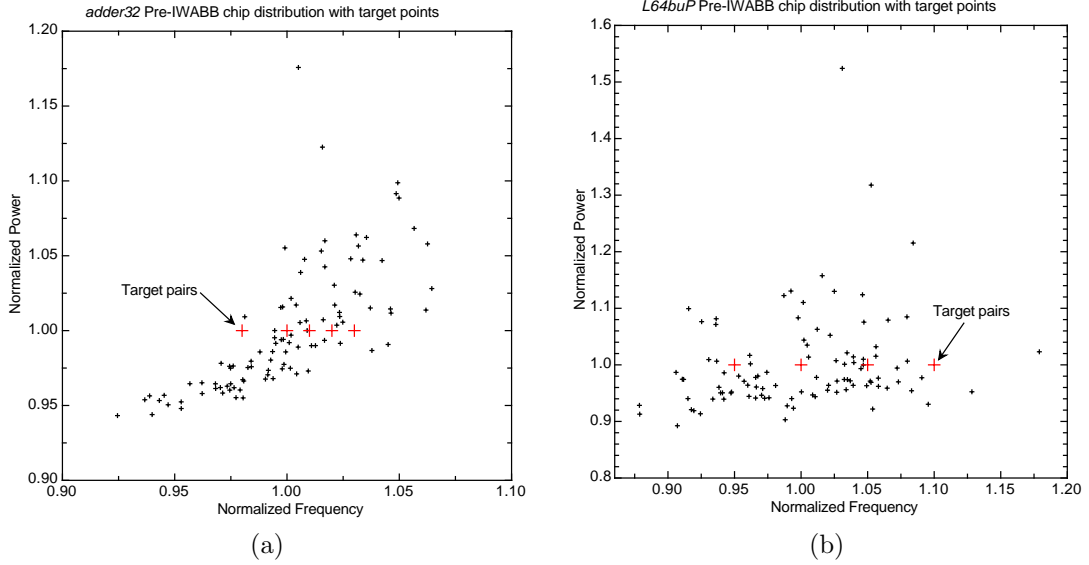 adder32 Pre-IWABB chip distribution with target points
1.20
1.15
1.10
1.05
1.00
0.95
0.90
Normalized Power
Target pairs
0.90
0.95
1.00
1.05
1.10
Normalized Frequency
(a)
L64buP Pre-IWABB chip distribution with target points
1.6
1.5
1.4
1.3
1.2
1.1
1.0
0.9
0.8
Normalized Power
Target pairs
0.90
0.95
1.00
1.05
1.10
1.15
1.20
Normalized Frequency
(b)